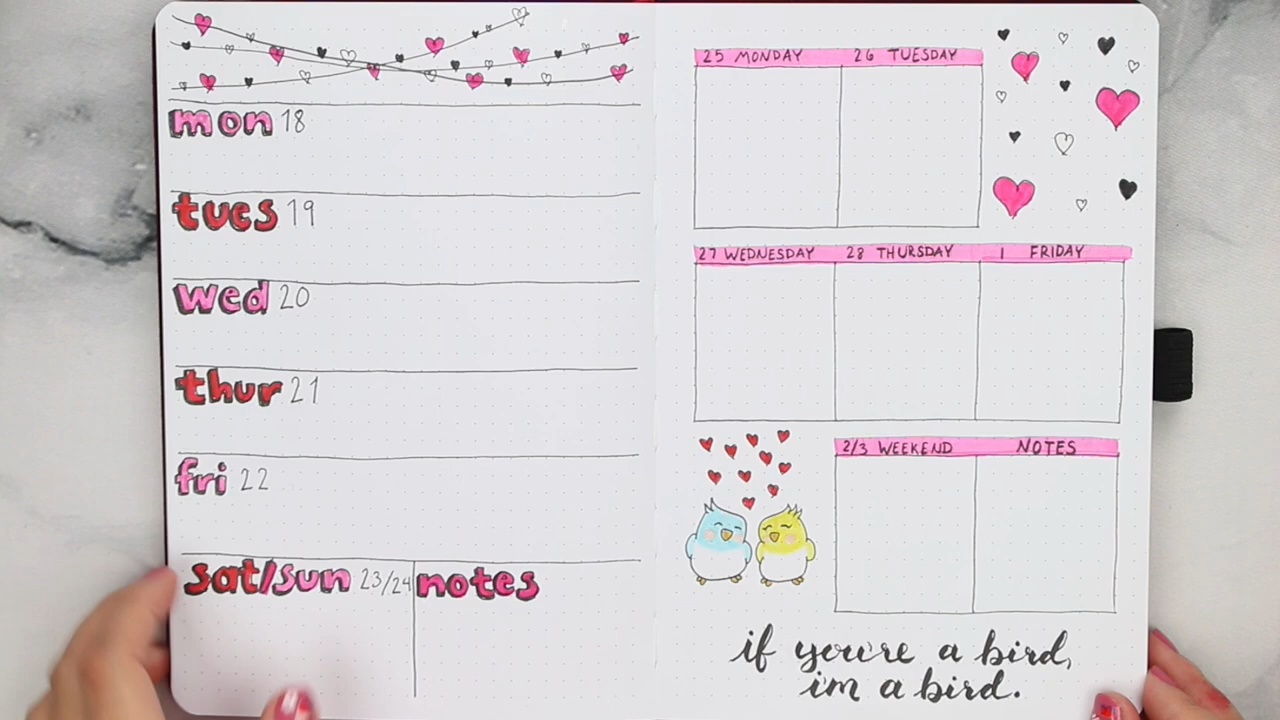 mon 18
tues 19
wed 20
thur 21
fri 22
sat/sun 23/24
notes
25 MONDAY
26 TUESDAY
27 WEDNESDAY
28 THURSDAY
1 FRIDAY
2/3 WEEKEND
NOTES
if you're a bird,
im a bird.